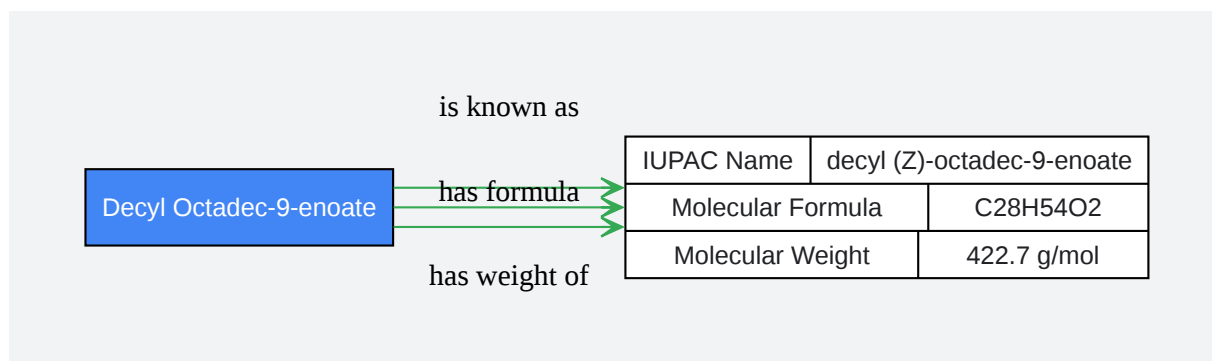 is known as
IUPAC Name decyl (Z)-octadec-9-enoate
Decyl Octadec-9-enoate
has formula
Molecular Formula C28H54O2
Molecular Weight 422.7 g/mol
has weight of